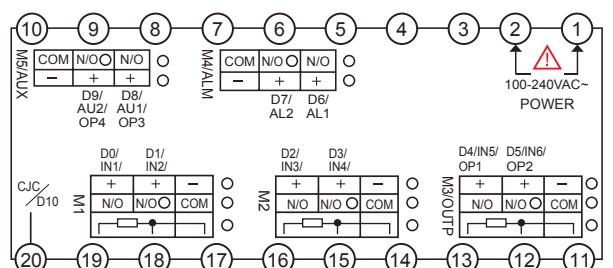 10 9 8 7 6 5 4 3 2 1
M5/AUX
COM N/O N/O
− + +
D9/ AU2/ OP4
D8/ AU1/ OP3
M4/ALM
COM N/O N/O
− + +
D7/ AL2
D6/ AL1
100-240VAC~
POWER
CJC/D10
M1
D0/ IN1/
D1/ IN2/
+ + −
N/O N/O COM
M2
D2/ IN3/
D3/ IN4/
+ + −
N/O N/O COM
M3/OUTP
D4/IN5/ OP1
D5/IN6/ OP2
+ + −
N/O N/O COM
20 19 18 17 16 15 14 13 12 11